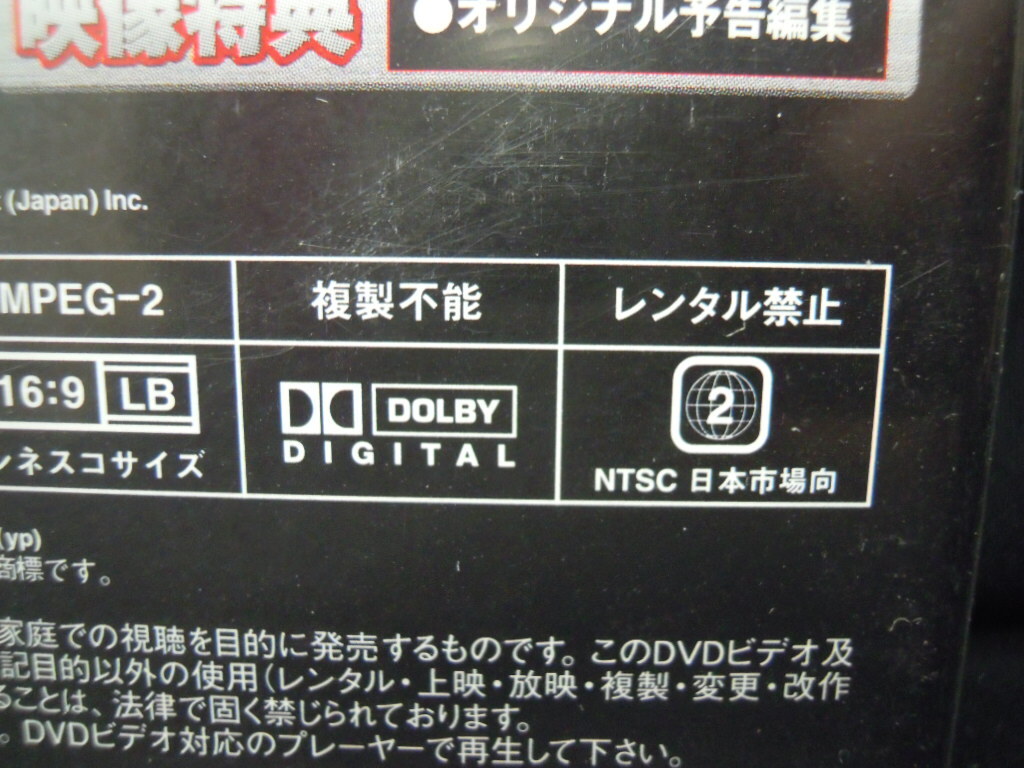 映像特典
●オリジナル予告編集
(Japan) Inc.
MPEG-2
複製不能
レンタル禁止
16:9 LB
DOLBY
DIGITAL
2
ネスコサイズ
NTSC 日本市場向
(yp)
商標です。
家庭での視聴を目的に発売するものです。このDVDビデオ及
記目的以外の使用(レンタル・上映・放映・複製・変更・改作
ることは、法律で固く禁じられております。
。DVDビデオ対応のプレーヤーで再生して下さい。